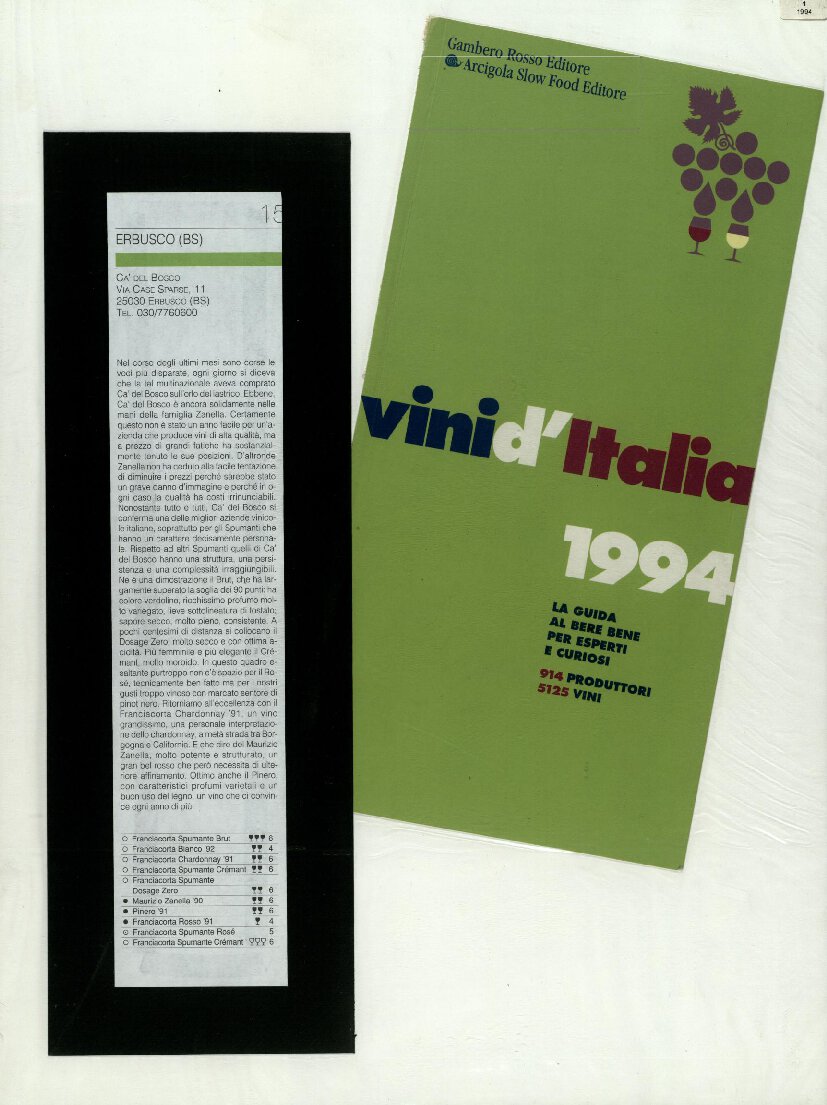 1
1994
Gambero Rosso Editore
Arcigola Slow Food Editore
vini d'Italia
1994
LA GUIDA
AL BERE BENE
PER ESPERTI
E CURIOSI
914 PRODUTTORI
5125 VINI
15
ERBUSCO (BS)
CA' DEL BOSCO
VIA CASE SPARSE, 11
25030 ERBUSCO (BS)
TEL. 030/7760600
Nel corso degli ultimi mesi sono corse le
voci più disparate, ogni giorno si diceva
che la tal multinazionale aveva comprato
Ca' del Bosco sull'orlo del lastrico. Ebbene,
Ca' del Bosco è ancora solidamente nelle
mani della famiglia Zanella. Certamente
questo non è stato un anno facile per un'a-
zienda che produce vini di alta qualità, ma
a prezzo di grandi fatiche ha sostanzial-
mente tenuto le sue posizioni. D'altronde
Zanella non ha ceduto alla facile tentazione
di diminuire i prezzi perché sarebbe stato
un grave danno d'immagine e perché in o-
gni caso la qualità ha costi irrinunciabili.
Nonostante tutto e tutti, Ca' del Bosco si
conferma una delle migliori aziende vinico-
le italiane, soprattutto per gli Spumanti che
hanno un carattere decisamente persona-
le. Rispetto ad altri Spumanti quelli di Ca'
del Bosco hanno una struttura, una persi-
stenza e una complessità irraggiungibili.
Ne è una dimostrazione il Brut, che ha lar-
gamente superato la soglia dei 90 punti: ha
colore verdolino, ricchissimo profumo mol-
to variegato, lieve sottolineatura di tostato;
sapore secco, molto pieno, consistente. A
pochi centesimi di distanza si collocano il
Dosage Zero, molto secco e con ottima a-
cidità. Più femminile e più elegante il Cré-
mant, molto morbido. In questo quadro e-
saltante purtroppo non c'è spazio per il Ro-
sé, tecnicamente ben fatto ma per i nostri
gusti troppo vinoso con marcato sentore di
pinot nero. Ritorniamo all'eccellenza con il
Franciacorta Chardonnay '91, un vino
grandissimo, una personale interpretazio-
ne dello chardonnay, a metà strada tra Bor-
gogna e California. E che dire del Maurizio
Zanella, molto potente e strutturato, un
gran bel rosso che però necessita di ulte-
riore affinamento. Ottimo anche il Pinero,
con caratteristici profumi varietali e un
buon uso del legno, un vino che ci convin-
ce ogni anno di più.
Franciacorta Spumante Brut 6
Franciacorta Bianco '92 4
Franciacorta Chardonnay '91 6
Franciacorta Spumante Crémant 6
Franciacorta Spumante
Dosage Zero 6
Maurizio Zanella '90 6
Pinero '91 6
Franciacorta Rosso '91 4
Franciacorta Spumante Rosé 5
Franciacorta Spumante Crémant 6